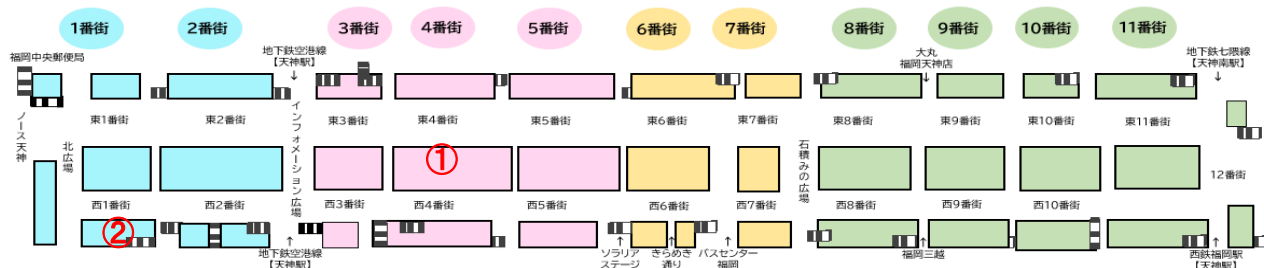 1番街
2番街
3番街
4番街
5番街
6番街
7番街
8番街
9番街
10番街
11番街
福岡中央郵便局
地下鉄空港線
【天神駅】
↓
大丸
福岡天神店
↓
地下鉄七隈線
【天神南駅】
↓
ノース天神
東1番街
東2番街
インフォメーション広場
東3番街
東4番街
東5番街
東6番街
東7番街
東8番街
東9番街
東10番街
東11番街
北広場
①
石積みの広場
12番街
西1番街
西2番街
西3番街
西4番街
西5番街
西6番街
西7番街
西8番街
西9番街
西10番街
②
↑
地下鉄空港線
【天神駅】
↑
ソラリア
ステージ
↑
きらめき
通り
↑
バスセンター
福岡
↑
福岡三越
↑
西鉄福岡駅
【天神駅】